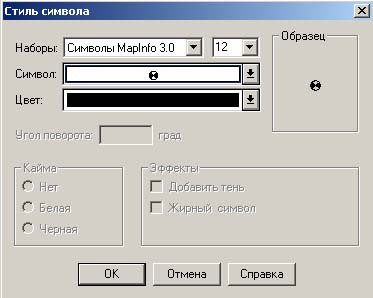 Стиль символа
Наборы: Символы MapInfo 3.0 12
Образец
Символ:
Цвет:
Угол поворота: град
Кайма
Нет
Белая
Черная
Эффекты
Добавить тень
Жирный символ
OK Отмена Справка